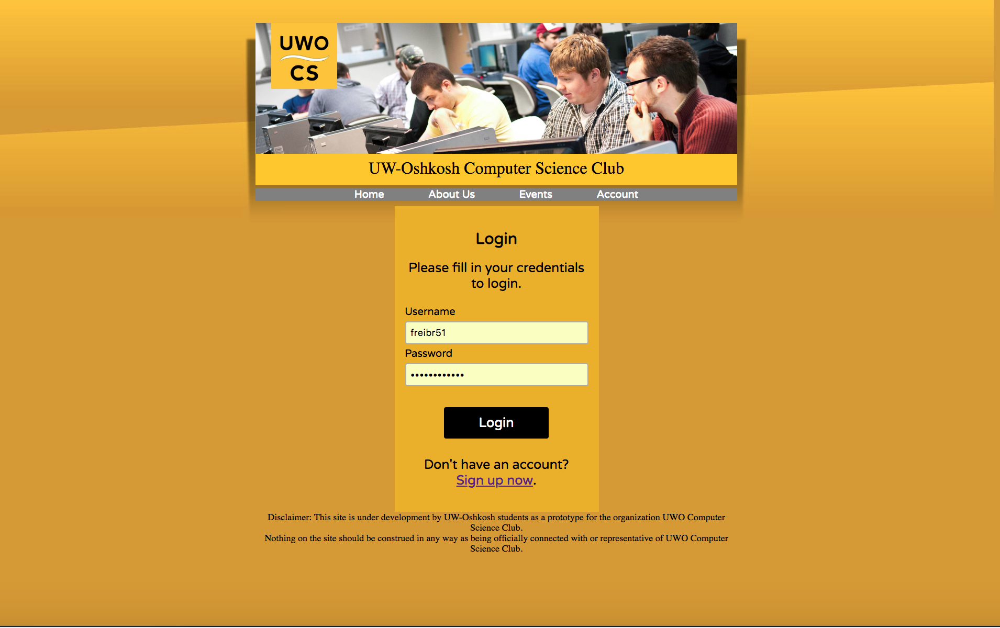 UWO
CS
UW-Oshkosh Computer Science Club
Home About Us Events Account
Login
Please fill in your credentials
to login.
Username
freibr51
Password
••••••••••••
Login
Don't have an account?
Sign up now.
Disclaimer: This site is under development by UW-Oshkosh students as a prototype for the organization UWO Computer
Science Club.
Nothing on the site should be construed in any way as being officially connected with or representative of UWO Computer
Science Club.